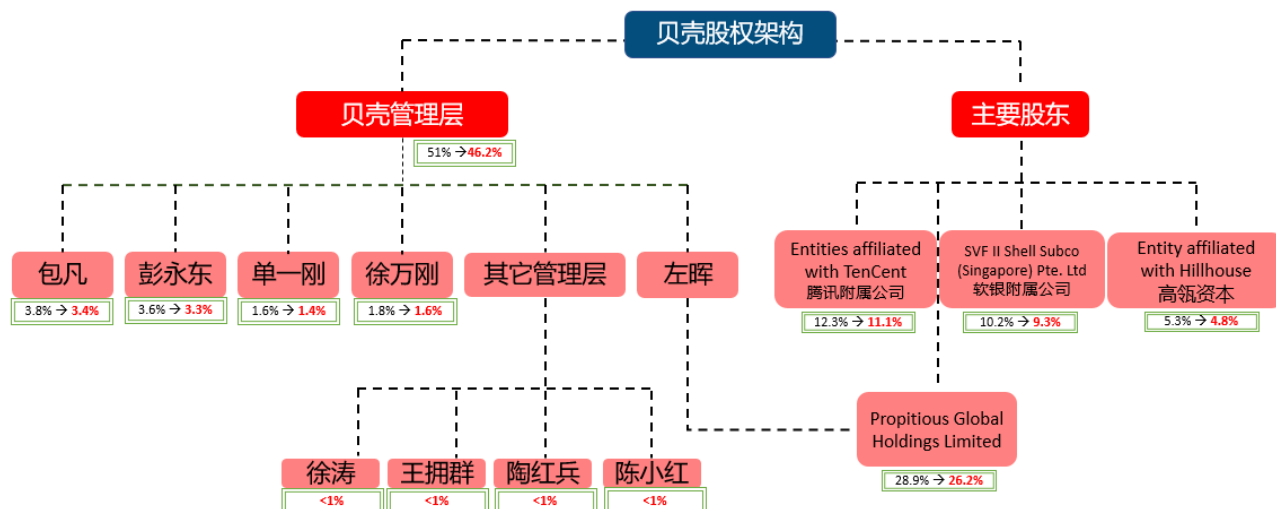 贝壳股权架构
贝壳管理层
主要股东
51% →46.2%
包凡
彭永东
单一刚
徐万刚
其它管理层
左晖
Entities affiliated
with TenCent
腾讯附属公司
SVF II Shell Subco
(Singapore) Pte. Ltd
软银附属公司
Entity affiliated
with Hillhouse
高瓴资本
3.8% → 3.4%
3.6% → 3.3%
1.6% → 1.4%
1.8% → 1.6%
12.3% → 11.1%
10.2% → 9.3%
5.3% → 4.8%
Propitious Global
Holdings Limited
28.9% → 26.2%
徐涛
王拥群
陶红兵
陈小红
<1%
<1%
<1%
<1%